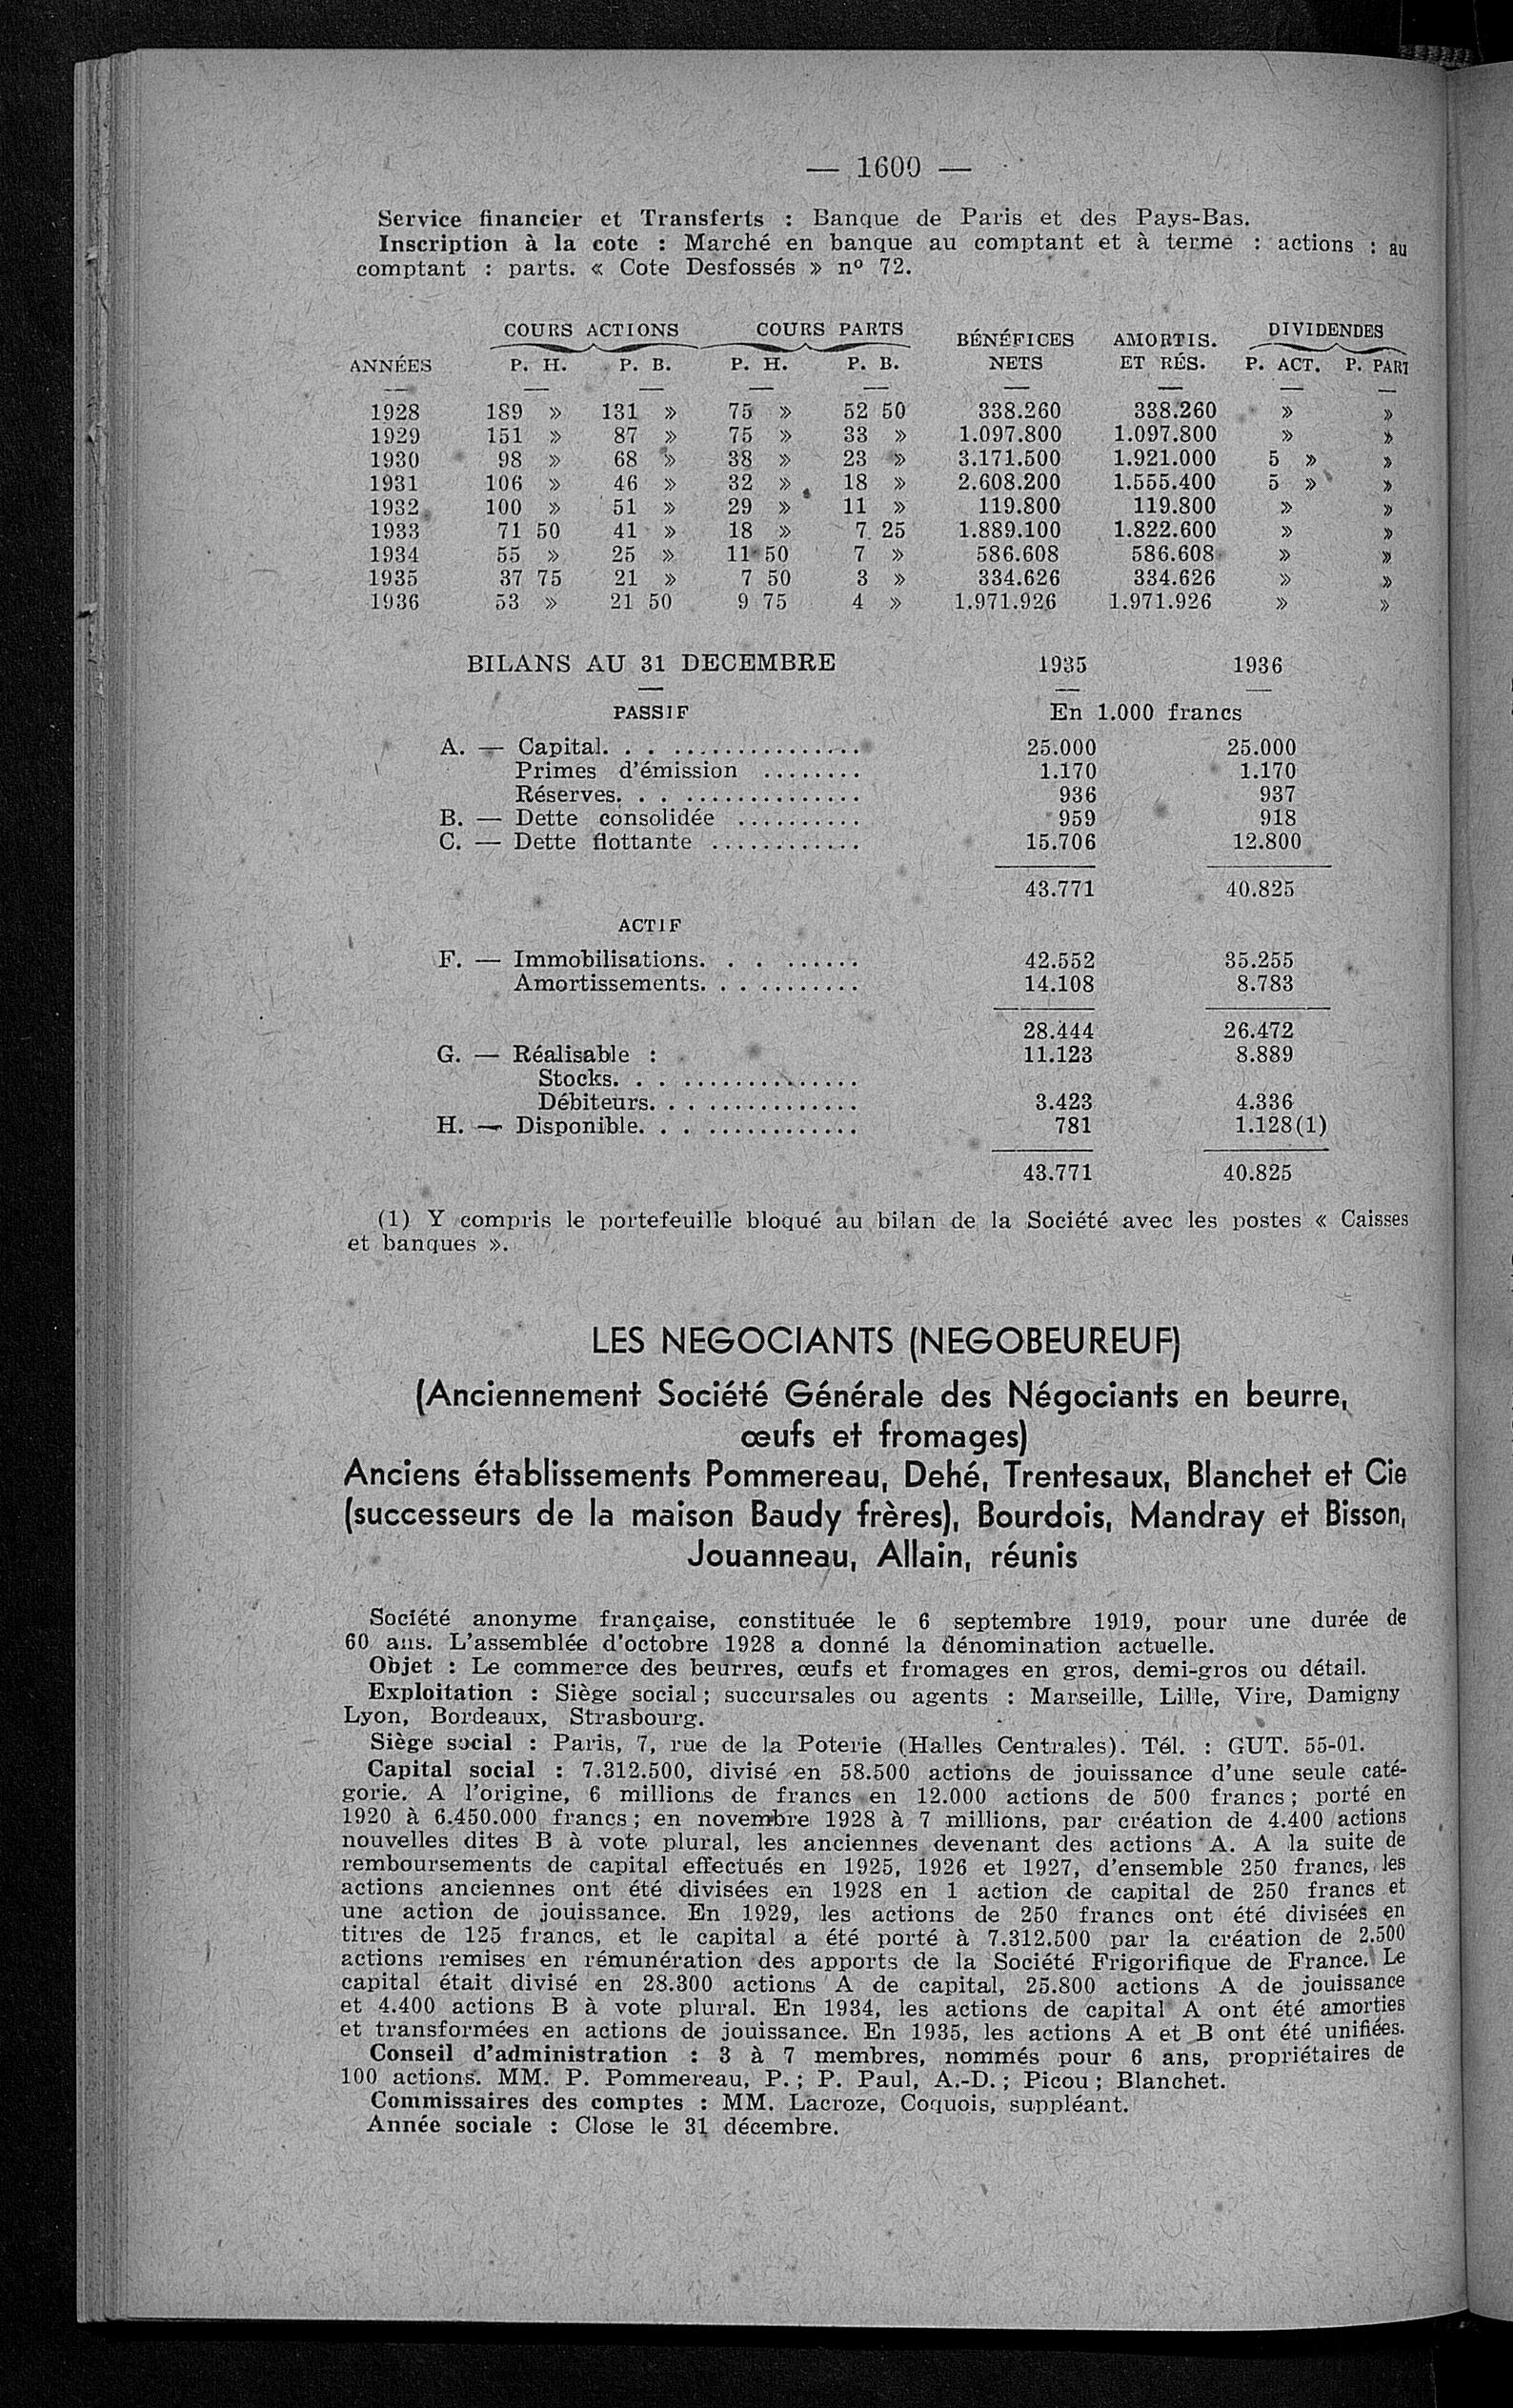 — 1600 —
Service financier et Transferts : Banque de Paris et des Pays-Bas.
Inscription à la cote : Marché en banque au comptant et à terme : actions : au
comptant : parts. « Cote Desfossés » nº 72.
COURS ACTIONS COURS PARTS BÉNÉFICES AMORTIS. DIVIDENDES
ANNÉES P. H. P. B. P. H. P. B. NETS ET RÉS. P. ACT. P. PART
1928 189 » 131 » 75 » 52 50 338.260 338.260 » »
1929 151 » 87 » 75 » 33 » 1.097.800 1.097.800 » »
1930 98 » 68 » 38 » 23 » 3.171.500 1.921.000 5 » »
1931 106 » 46 » 32 » 18 » 2.608.200 1.555.400 5 » »
1932 100 » 51 » 29 » 11 » 119.800 119.800 » »
1933 71 50 41 » 18 » 7 25 1.889.100 1.822.600 » »
1934 55 » 25 » 11 50 7 » 586.608 586.608 » »
1935 37 75 21 » 7 50 3 » 334.626 334.626 » »
1936 53 » 21 50 9 75 4 » 1.971.926 1.971.926 » »
BILANS AU 31 DECEMBRE 1935 1936
PASSIF En 1.000 francs
A. — Capital. . . ............... 25.000 25.000
Primes d'émission ........ 1.170 1.170
Réserves. . . .............. 936 937
B. — Dette consolidée .......... 959 918
C. — Dette flottante ............ 15.706 12.800
43.771 40.825
ACTIF
F. — Immobilisations. . . ...... 42.552 35.255
Amortissements. . . ......... 14.108 8.783
28.444 26.472
G. — Réalisable : 11.123 8.889
Stocks. . . ..............
Débiteurs. . . ............ 3.423 4.336
H. — Disponible. . . ............ 781 1.128(1)
43.771 40.825
(1) Y compris le portefeuille bloqué au bilan de la Société avec les postes « Caisses
et banques ».
LES NEGOCIANTS (NEGOBEUREUF)
(Anciennement Société Générale des Négociants en beurre,
œufs et fromages)
Anciens établissements Pommereau, Dehé, Trentesaux, Blanchet et Cie
(successeurs de la maison Baudy frères), Bourdois, Mandray et Bisson,
Jouanneau, Allain, réunis
Société anonyme française, constituée le 6 septembre 1919, pour une durée de
60 ans. L'assemblée d'octobre 1928 a donné la dénomination actuelle.
Objet : Le commerce des beurres, œufs et fromages en gros, demi-gros ou détail.
Exploitation : Siège social ; succursales ou agents : Marseille, Lille, Vire, Damigny
Lyon, Bordeaux, Strasbourg.
Siège social : Paris, 7, rue de la Poterie (Halles Centrales). Tél. : GUT. 55-01.
Capital social : 7.312.500, divisé en 58.500 actions de jouissance d'une seule caté-
gorie. A l'origine, 6 millions de francs en 12.000 actions de 500 francs ; porté en
1920 à 6.450.000 francs ; en novembre 1928 à 7 millions, par création de 4.400 actions
nouvelles dites B à vote plural, les anciennes devenant des actions A. A la suite de
remboursements de capital effectués en 1925, 1926 et 1927, d'ensemble 250 francs, les
actions anciennes ont été divisées en 1928 en 1 action de capital de 250 francs et
une action de jouissance. En 1929, les actions de 250 francs ont été divisées en
titres de 125 francs, et le capital a été porté à 7.312.500 par la création de 2.500
actions remises en rémunération des apports de la Société Frigorifique de France. Le
capital était divisé en 28.300 actions A de capital, 25.800 actions A de jouissance
et 4.400 actions B à vote plural. En 1934, les actions de capital A ont été amorties
et transformées en actions de jouissance. En 1935, les actions A et B ont été unifiées.
Conseil d'administration : 3 à 7 membres, nommés pour 6 ans, propriétaires de
100 actions. MM. P. Pommereau, P. ; P. Paul, A.-D. ; Picou ; Blanchet.
Commissaires des comptes : MM. Lacroze, Coquois, suppléant.
Année sociale : Close le 31 décembre.